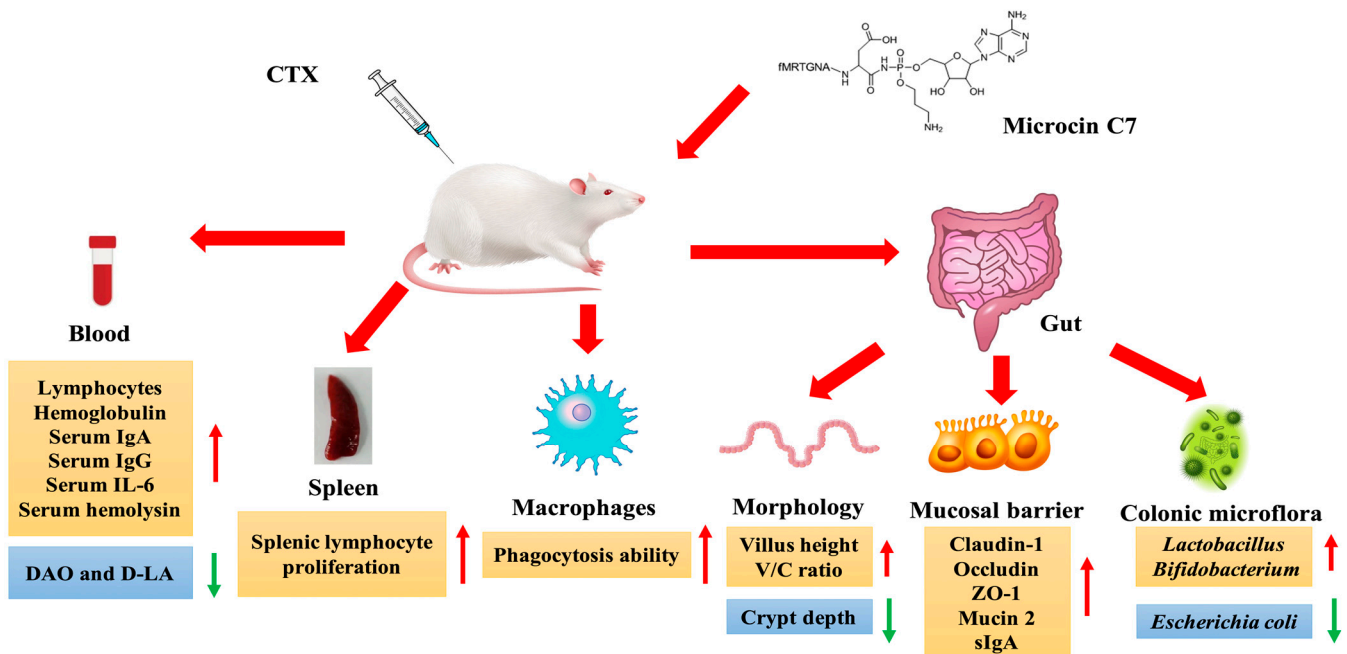 CTX
NH₂
N
N
N
N
O
OH
O
fMRTGNA
N
H
O
NH
P
O
O
O
OH
OH
NH₂
Microcin C7
Blood
Lymphocytes
Hemoglubulin
Serum IgA
Serum IgG
Serum IL-6
Serum hemolysin
DAO and D-LA
Spleen
Splenic lymphocyte
proliferation
Macrophages
Phagocytosis ability
Gut
Morphology
Villus height
V/C ratio
Crypt depth
Mucosal barrier
Claudin-1
Occludin
ZO-1
Mucin 2
sIgA
Colonic microflora
Lactobacillus
Bifidobacterium
Escherichia coli